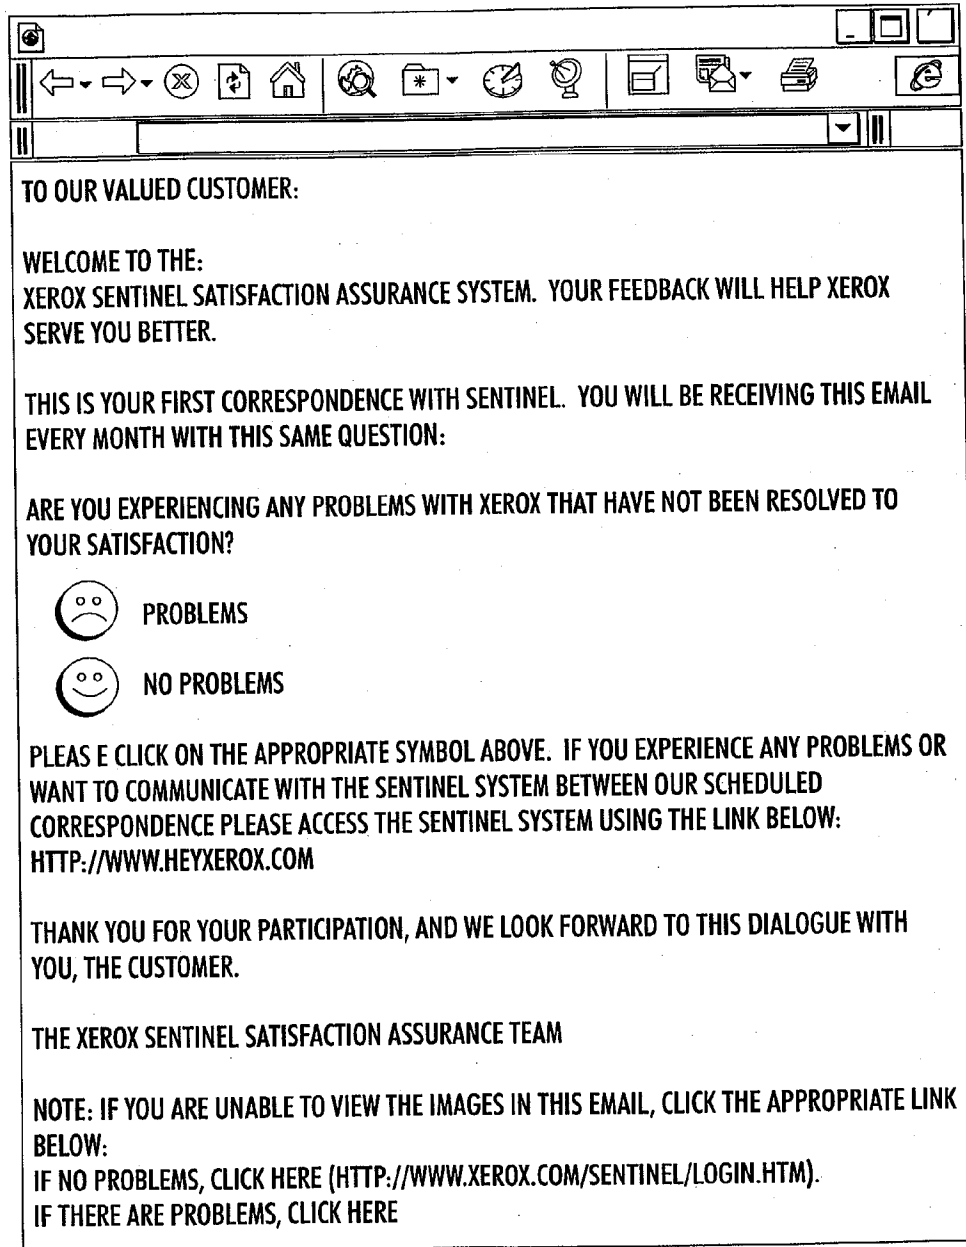 TO OUR VALUED CUSTOMER:
WELCOME TO THE:
XEROX SENTINEL SATISFACTION ASSURANCE SYSTEM. YOUR FEEDBACK WILL HELP XEROX
SERVE YOU BETTER.
THIS IS YOUR FIRST CORRESPONDENCE WITH SENTINEL. YOU WILL BE RECEIVING THIS EMAIL
EVERY MONTH WITH THIS SAME QUESTION:
ARE YOU EXPERIENCING ANY PROBLEMS WITH XEROX THAT HAVE NOT BEEN RESOLVED TO
YOUR SATISFACTION?
PROBLEMS
NO PROBLEMS
PLEAS E CLICK ON THE APPROPRIATE SYMBOL ABOVE. IF YOU EXPERIENCE ANY PROBLEMS OR
WANT TO COMMUNICATE WITH THE SENTINEL SYSTEM BETWEEN OUR SCHEDULED
CORRESPONDENCE PLEASE ACCESS THE SENTINEL SYSTEM USING THE LINK BELOW:
HTTP://WWW.HEYXEROX.COM
THANK YOU FOR YOUR PARTICIPATION, AND WE LOOK FORWARD TO THIS DIALOGUE WITH
YOU, THE CUSTOMER.
THE XEROX SENTINEL SATISFACTION ASSURANCE TEAM
NOTE: IF YOU ARE UNABLE TO VIEW THE IMAGES IN THIS EMAIL, CLICK THE APPROPRIATE LINK
BELOW:
IF NO PROBLEMS, CLICK HERE (HTTP://WWW.XEROX.COM/SENTINEL/LOGIN.HTM).
IF THERE ARE PROBLEMS, CLICK HERE